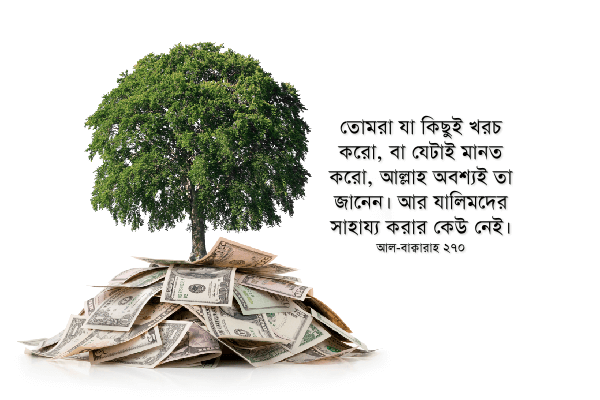 তোমরা যা কিছুই খরচ
করো, বা যেটাই মানত
করো, আল্লাহ অবশ্যই তা
জানেন। আর যালিমদের
সাহায্য করার কেউ নেই।
আল-বাক্বারাহ ২৭০